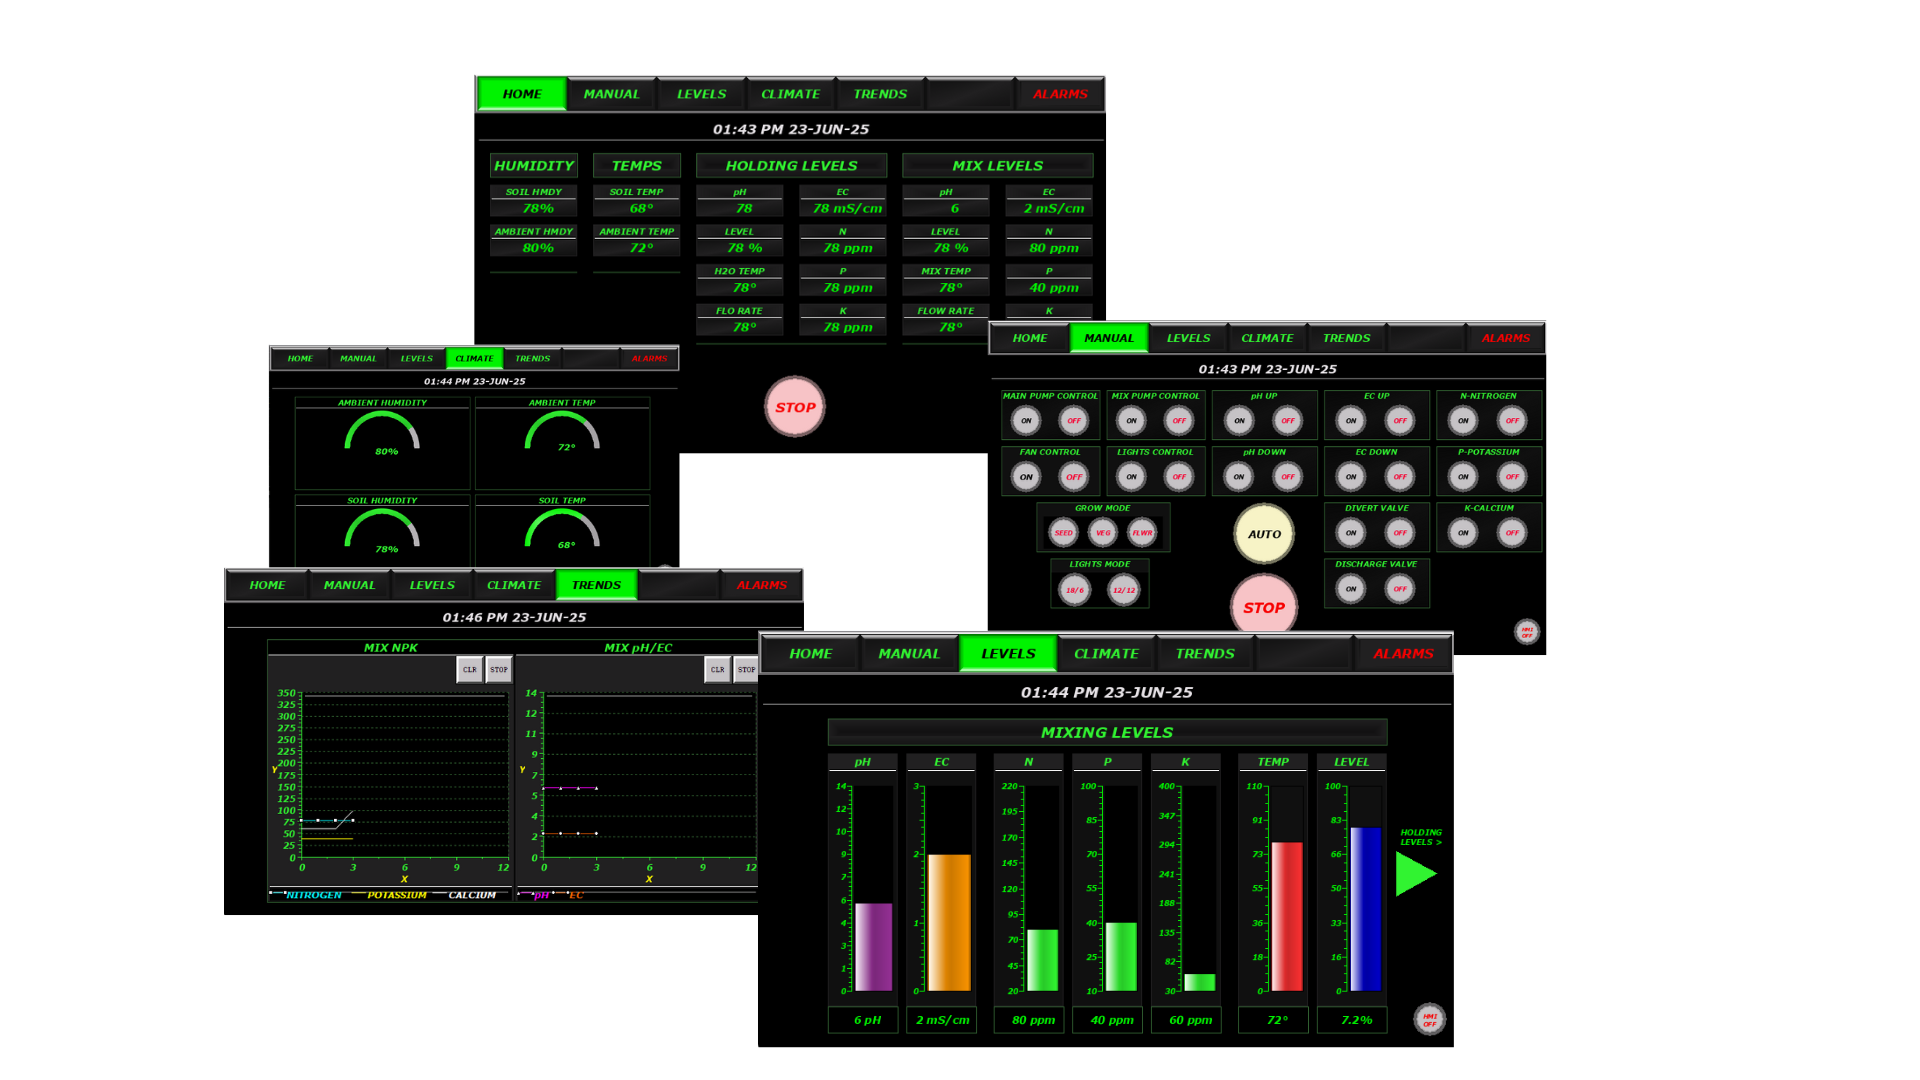 HOME MANUAL LEVELS CLIMATE TRENDS ALARMS
01:43 PM 23-JUN-25
HUMIDITY TEMPS HOLDING LEVELS MIX LEVELS
SOIL HMDY SOIL TEMP pH EC pH EC
78% 68° 78 78 mS/cm 6 2 mS/cm
AMBIENT HMDY AMBIENT TEMP LEVEL N LEVEL N
80% 72° 78 % 78 ppm 78 % 80 ppm
H2O TEMP P MIX TEMP P
78° 78 ppm 78° 40 ppm
FLO RATE K FLOW RATE K
78° 78 ppm 78°
STOP
HOME MANUAL LEVELS CLIMATE TRENDS ALARMS
01:43 PM 23-JUN-25
MAIN PUMP CONTROL MIX PUMP CONTROL pH UP EC UP N-NITROGEN
ON OFF ON OFF ON OFF ON OFF ON OFF
FAN CONTROL LIGHTS CONTROL pH DOWN EC DOWN P-POTASSIUM
ON OFF ON OFF ON OFF ON OFF ON OFF
GROW MODE DIVERT VALVE K-CALCIUM
SEED VEG FLWR AUTO ON OFF ON OFF
LIGHTS MODE DISCHARGE VALVE
18/6 12/12 ON OFF
STOP
HMI
OFF
HOME MANUAL LEVELS CLIMATE TRENDS ALARMS
01:44 PM 23-JUN-25
AMBIENT HUMIDITY AMBIENT TEMP
80% 72°
SOIL HUMIDITY SOIL TEMP
78% 68°
HOME MANUAL LEVELS CLIMATE TRENDS ALARMS
01:46 PM 23-JUN-25
MIX NPK MIX pH/EC
CLR STOP CLR STOP
350 14
325
300 12
275
250 11
225
200 9
Y Y
175 7
150
125 5
100
75 4
50 2
25
0 0
0 3 6 9 12 0 3 6 9 12
X X
NITROGEN POTASSIUM CALCIUM pH EC
HOME MANUAL LEVELS CLIMATE TRENDS ALARMS
01:44 PM 23-JUN-25
MIXING LEVELS
pH EC N P K TEMP LEVEL
14 3 220 100 400 110 100
12 195 85 347 91 83
10 170 294
9 2 145 70 241 73 66
7 120 55 188 55 50
6 95
4 1 70 40 135 36 33
3 45 25 82 18 16
1
0 0 20 10 30 0 0
HOLDING
LEVELS >
6 pH 2 mS/cm 80 ppm 40 ppm 60 ppm 72° 7.2%
HMI
OFF